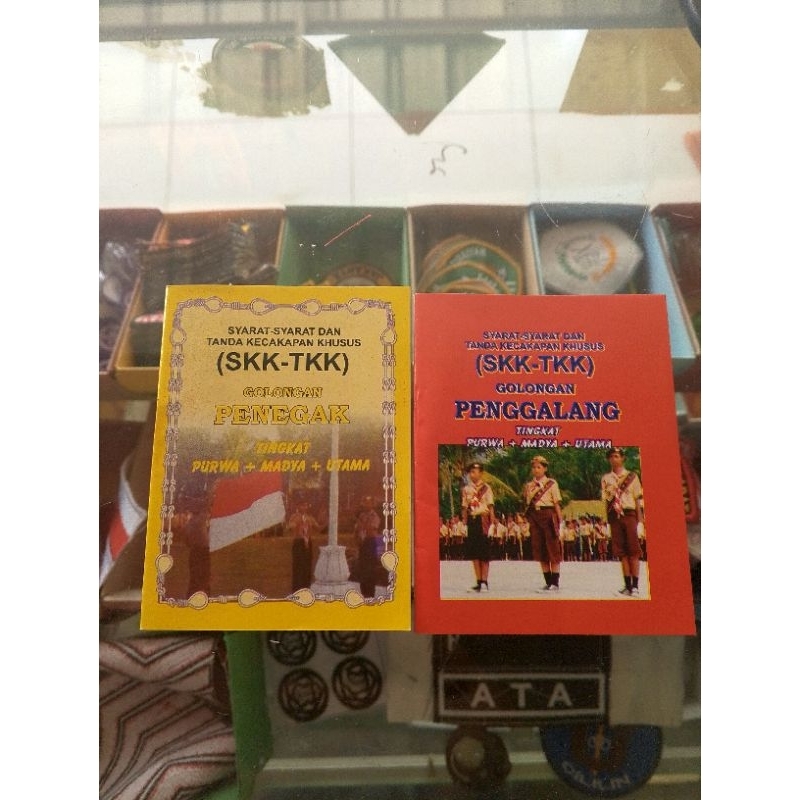 SYARAT-SYARAT DAN
TANDA KECAKAPAN KHUSUS
(SKK-TKK)
GOLONGAN
PENEGAK
TINGKAT
PURWA + MADYA + UTAMA
SYARAT-SYARAT DAN
TANDA KECAKAPAN KHUSUS
(SKK-TKK)
GOLONGAN
PENGGALANG
TINGKAT
PURWA + MADYA + UTAMA
ATA